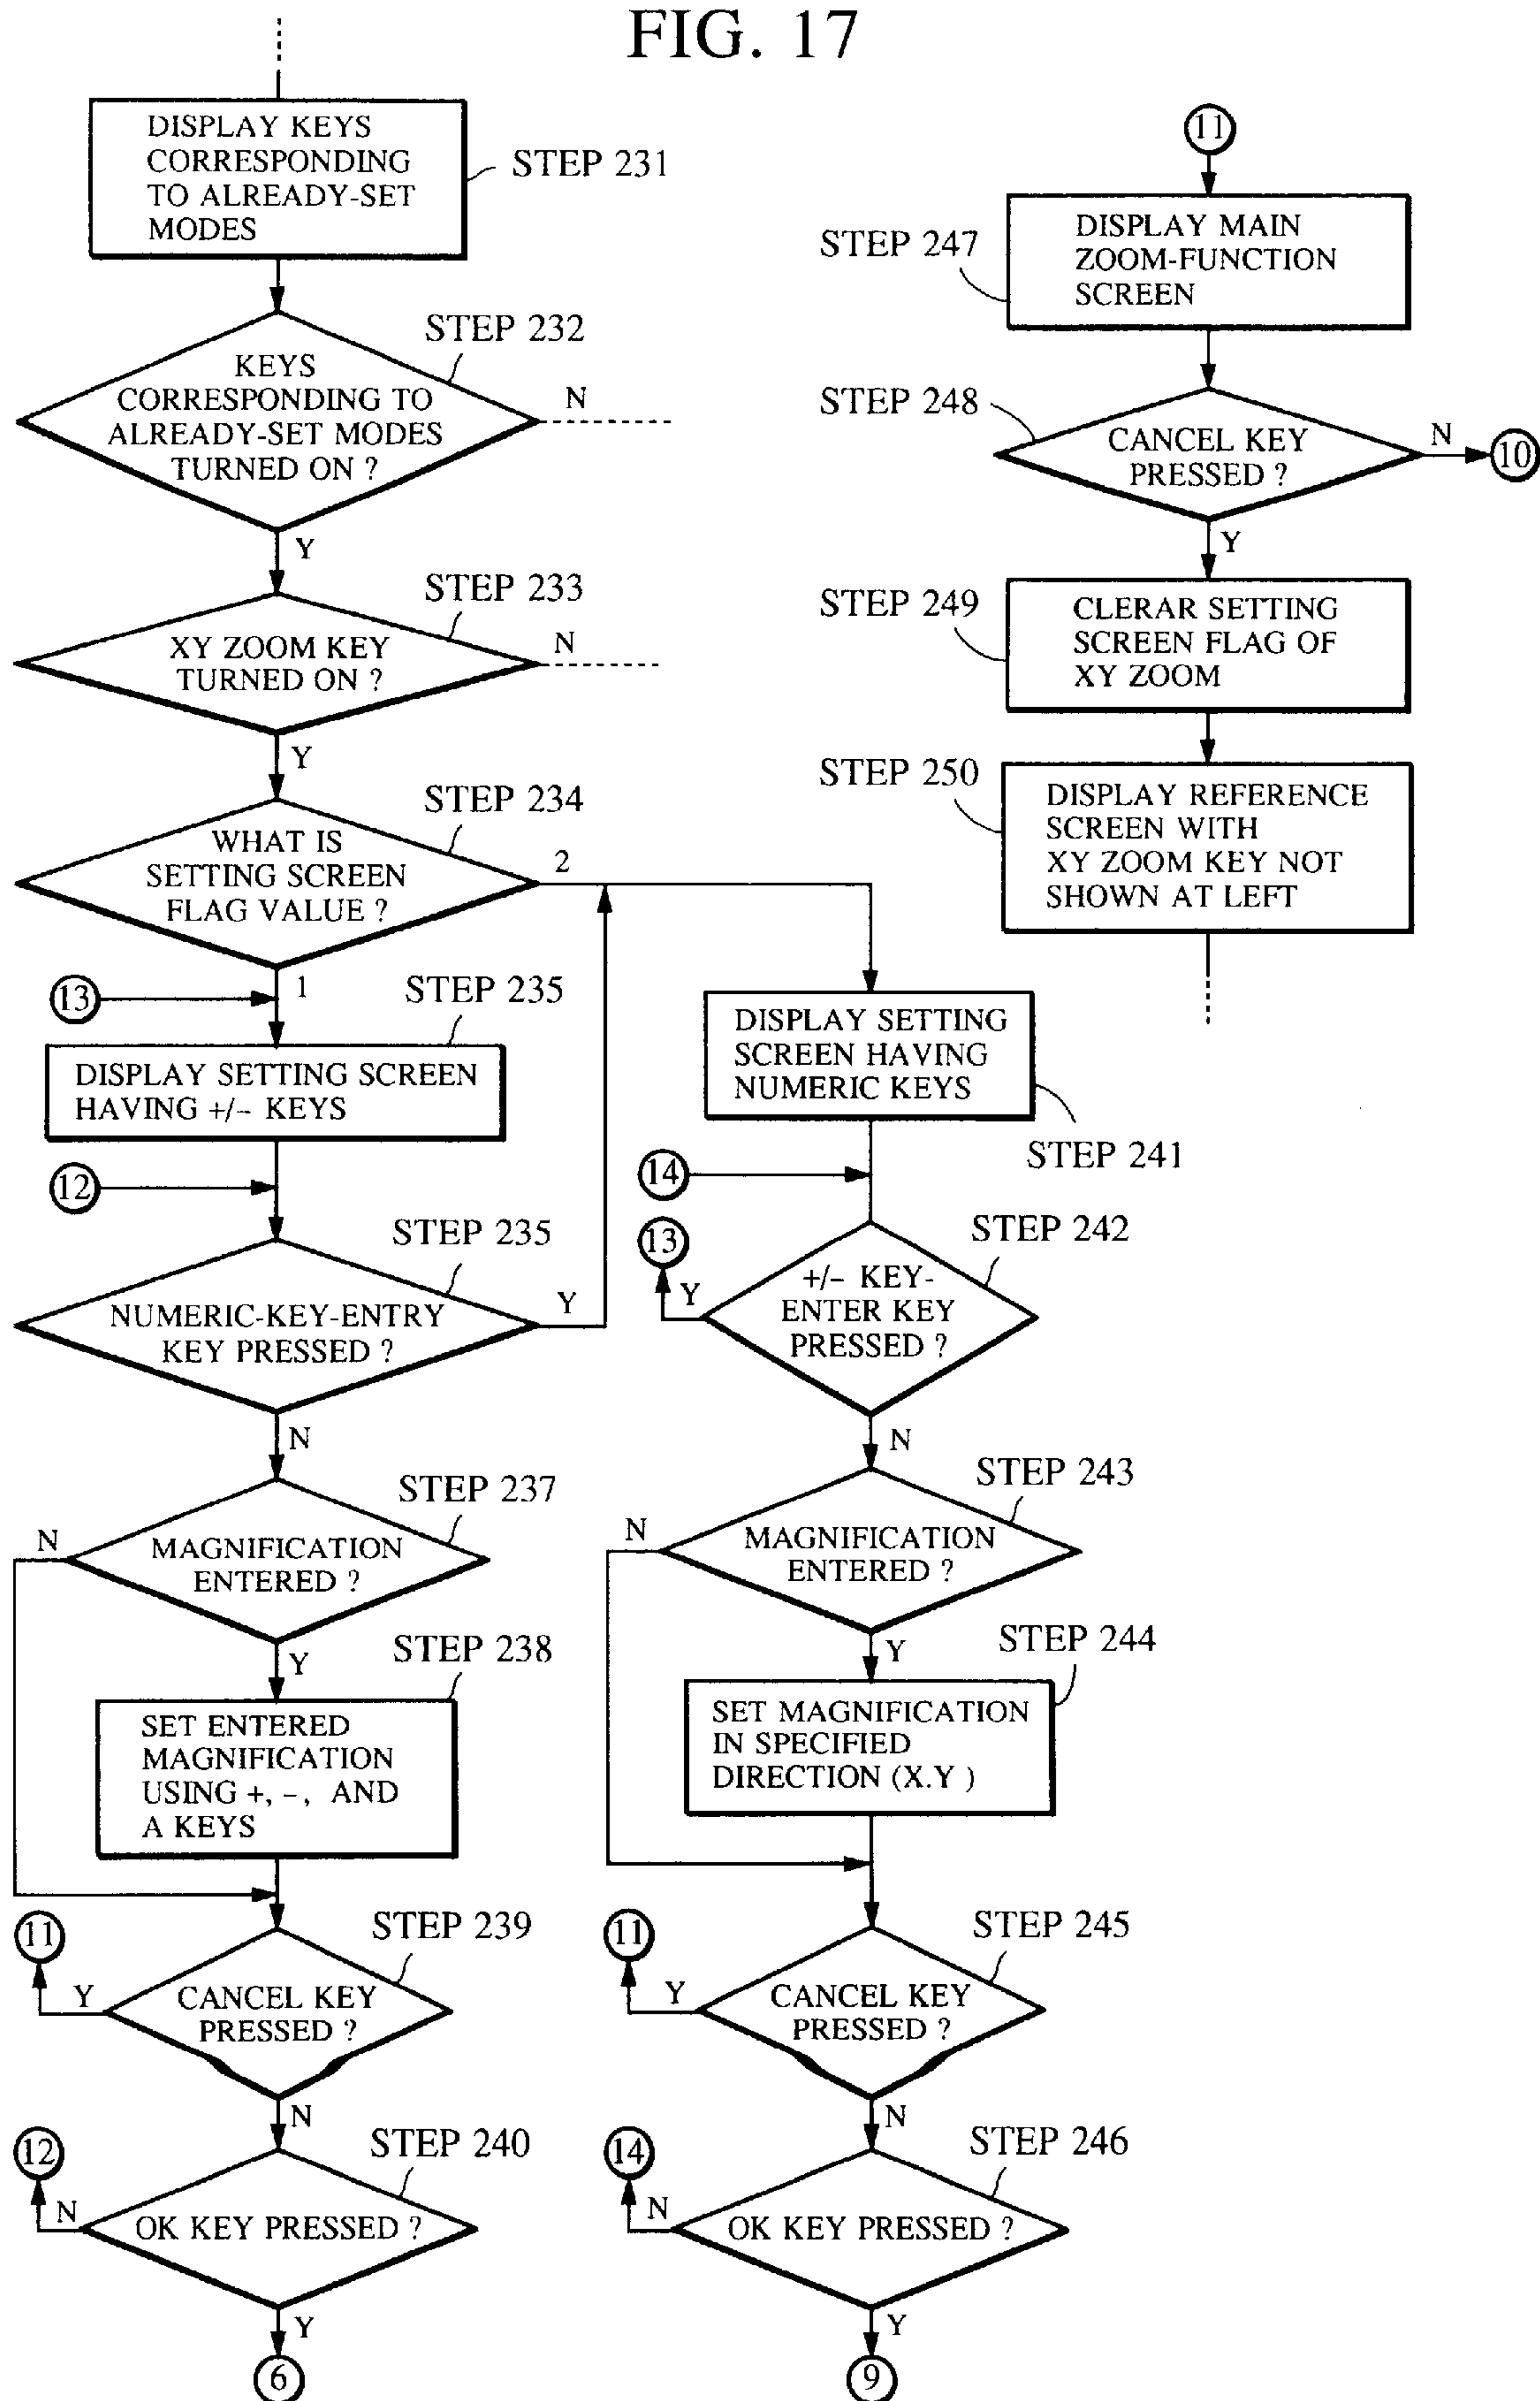 FIG. 17
DISPLAY KEYS
CORRESPONDING
TO ALREADY-SET
MODES
STEP 231
STEP 232
KEYS
CORRESPONDING TO
ALREADY-SET MODES
TURNED ON ?
N
Y
STEP 233
XY ZOOM KEY
TURNED ON ?
N
Y
STEP 234
WHAT IS
SETTING SCREEN
FLAG VALUE ?
2
1
13
STEP 235
DISPLAY SETTING SCREEN
HAVING +/- KEYS
12
STEP 235
NUMERIC-KEY-ENTRY
KEY PRESSED ?
Y
N
STEP 237
N
MAGNIFICATION
ENTERED ?
Y
STEP 238
SET ENTERED
MAGNIFICATION
USING +, -, AND
A KEYS
11
STEP 239
Y
CANCEL KEY
PRESSED ?
N
12
STEP 240
N
OK KEY PRESSED ?
Y
6
DISPLAY SETTING
SCREEN HAVING
NUMERIC KEYS
STEP 241
14
13
STEP 242
Y
+/- KEY-
ENTER KEY
PRESSED ?
N
STEP 243
N
MAGNIFICATION
ENTERED ?
Y
STEP 244
SET MAGNIFICATION
IN SPECIFIED
DIRECTION (X.Y )
11
STEP 245
Y
CANCEL KEY
PRESSED ?
N
14
STEP 246
N
OK KEY PRESSED ?
Y
9
11
STEP 247
DISPLAY MAIN
ZOOM-FUNCTION
SCREEN
STEP 248
CANCEL KEY
PRESSED ?
N
10
Y
STEP 249
CLERAR SETTING
SCREEN FLAG OF
XY ZOOM
STEP 250
DISPLAY REFERENCE
SCREEN WITH
XY ZOOM KEY NOT
SHOWN AT LEFT